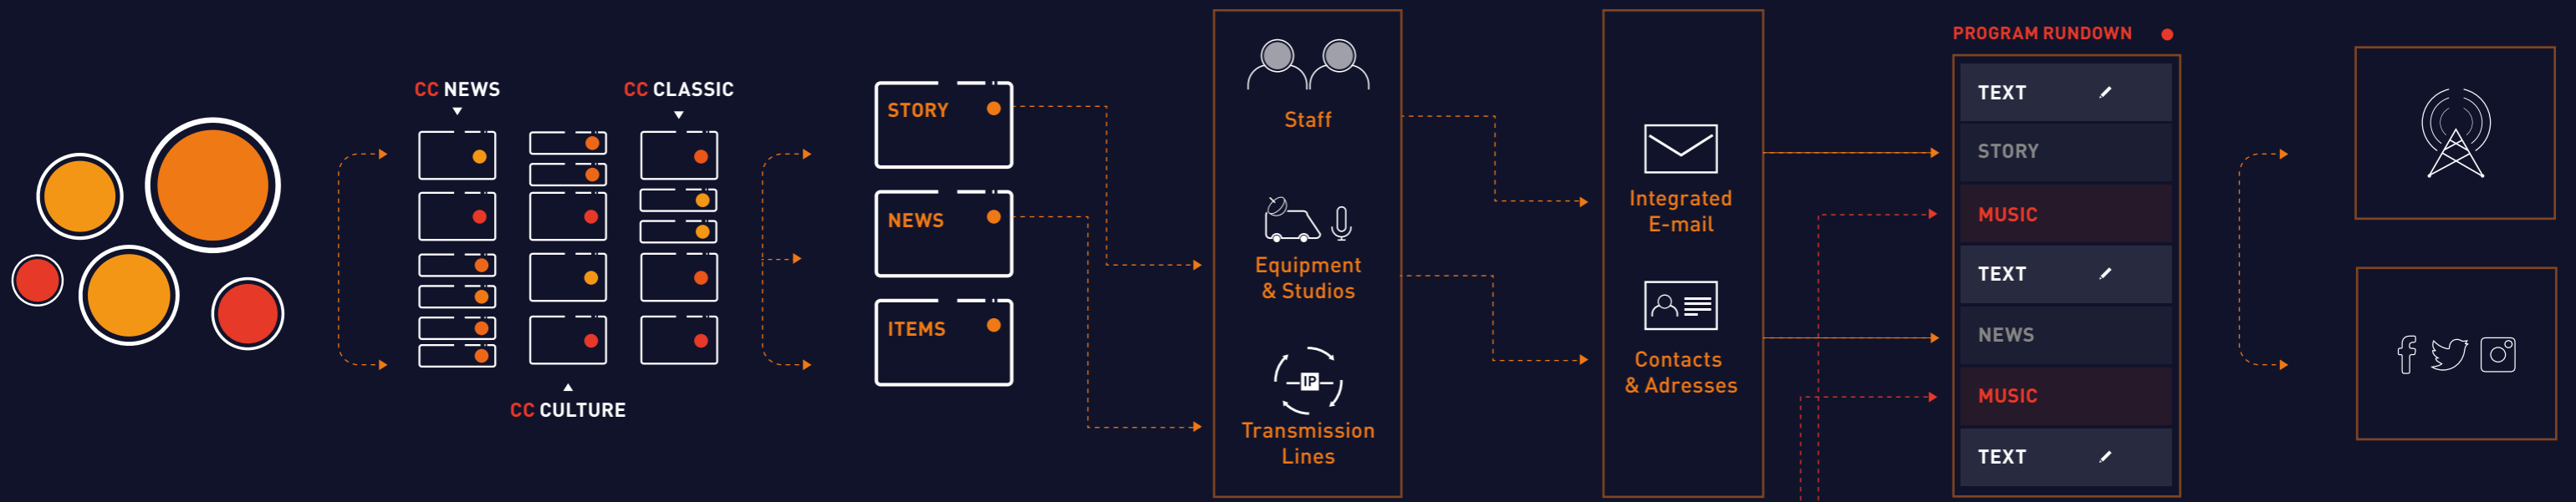 CC NEWS
CC CLASSIC
CC CULTURE
STORY
NEWS
ITEMS
Staff
Equipment
& Studios
IP
Transmission
Lines
Integrated
E-mail
Contacts
& Adresses
PROGRAM RUNDOWN
TEXT
STORY
MUSIC
TEXT
NEWS
MUSIC
TEXT